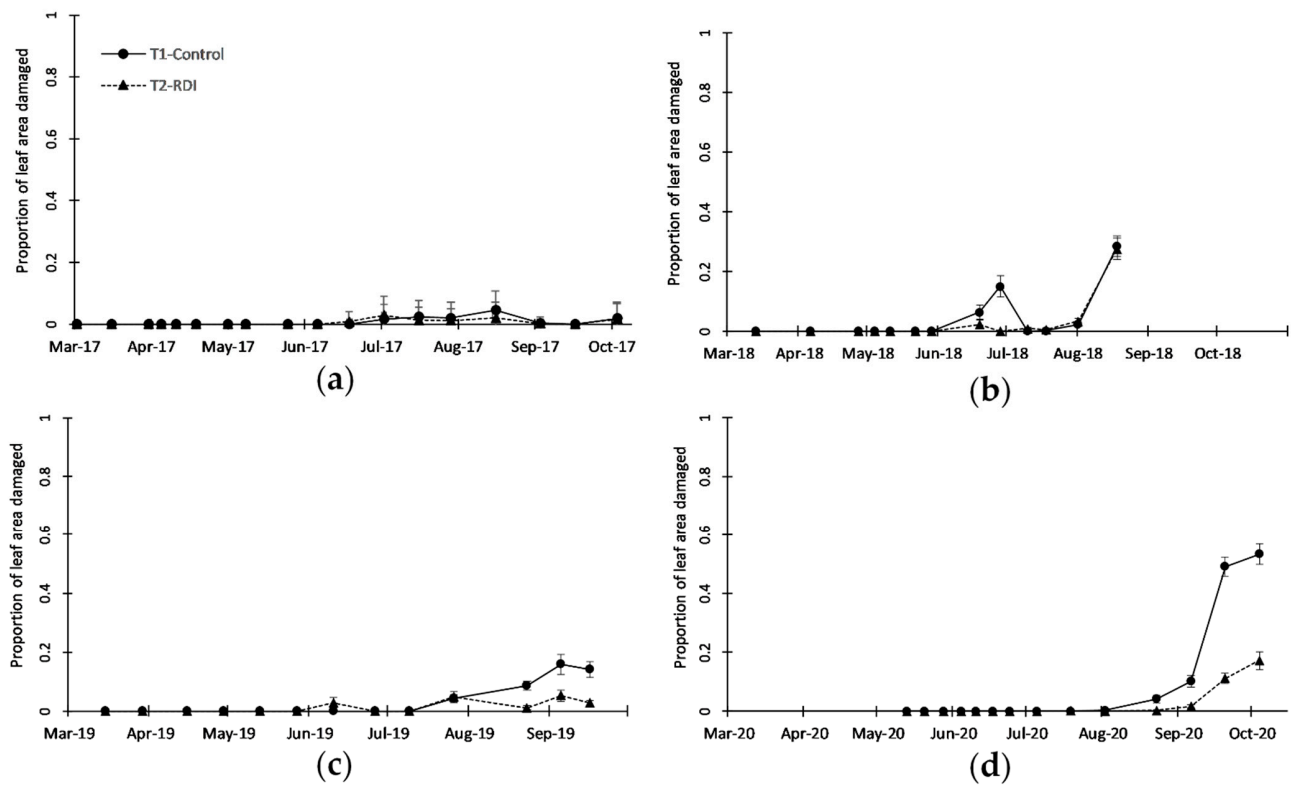 Proportion of leaf area damaged
1
0.8
0.6
0.4
0.2
0
T1-Control
T2-RDI
Mar-17 Apr-17 May-17 Jun-17 Jul-17 Aug-17 Sep-17 Oct-17
(a)
Proportion of leaf area damaged
1
0.8
0.6
0.4
0.2
0
Mar-18 Apr-18 May-18 Jun-18 Jul-18 Aug-18 Sep-18 Oct-18
(b)
Proportion of leaf area damaged
1
0.8
0.6
0.4
0.2
0
Mar-19 Apr-19 May-19 Jun-19 Jul-19 Aug-19 Sep-19
(c)
Proportion of leaf area damaged
1
0.8
0.6
0.4
0.2
0
Mar-20 Apr-20 May-20 Jun-20 Jul-20 Aug-20 Sep-20 Oct-20
(d)